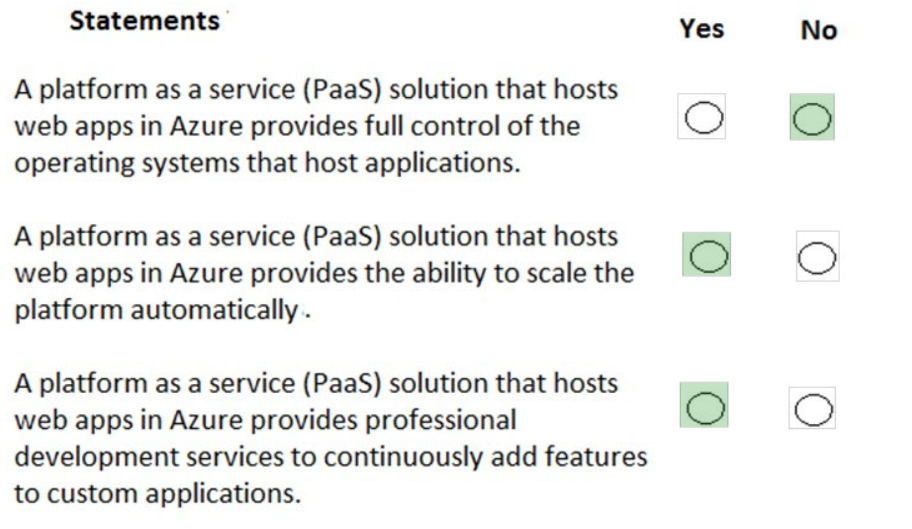 Statements
Yes No
A platform as a service (PaaS) solution that hosts
web apps in Azure provides full control of the
operating systems that host applications.
A platform as a service (PaaS) solution that hosts
web apps in Azure provides the ability to scale the
platform automatically.
A platform as a service (PaaS) solution that hosts
web apps in Azure provides professional
development services to continuously add features
to custom applications.